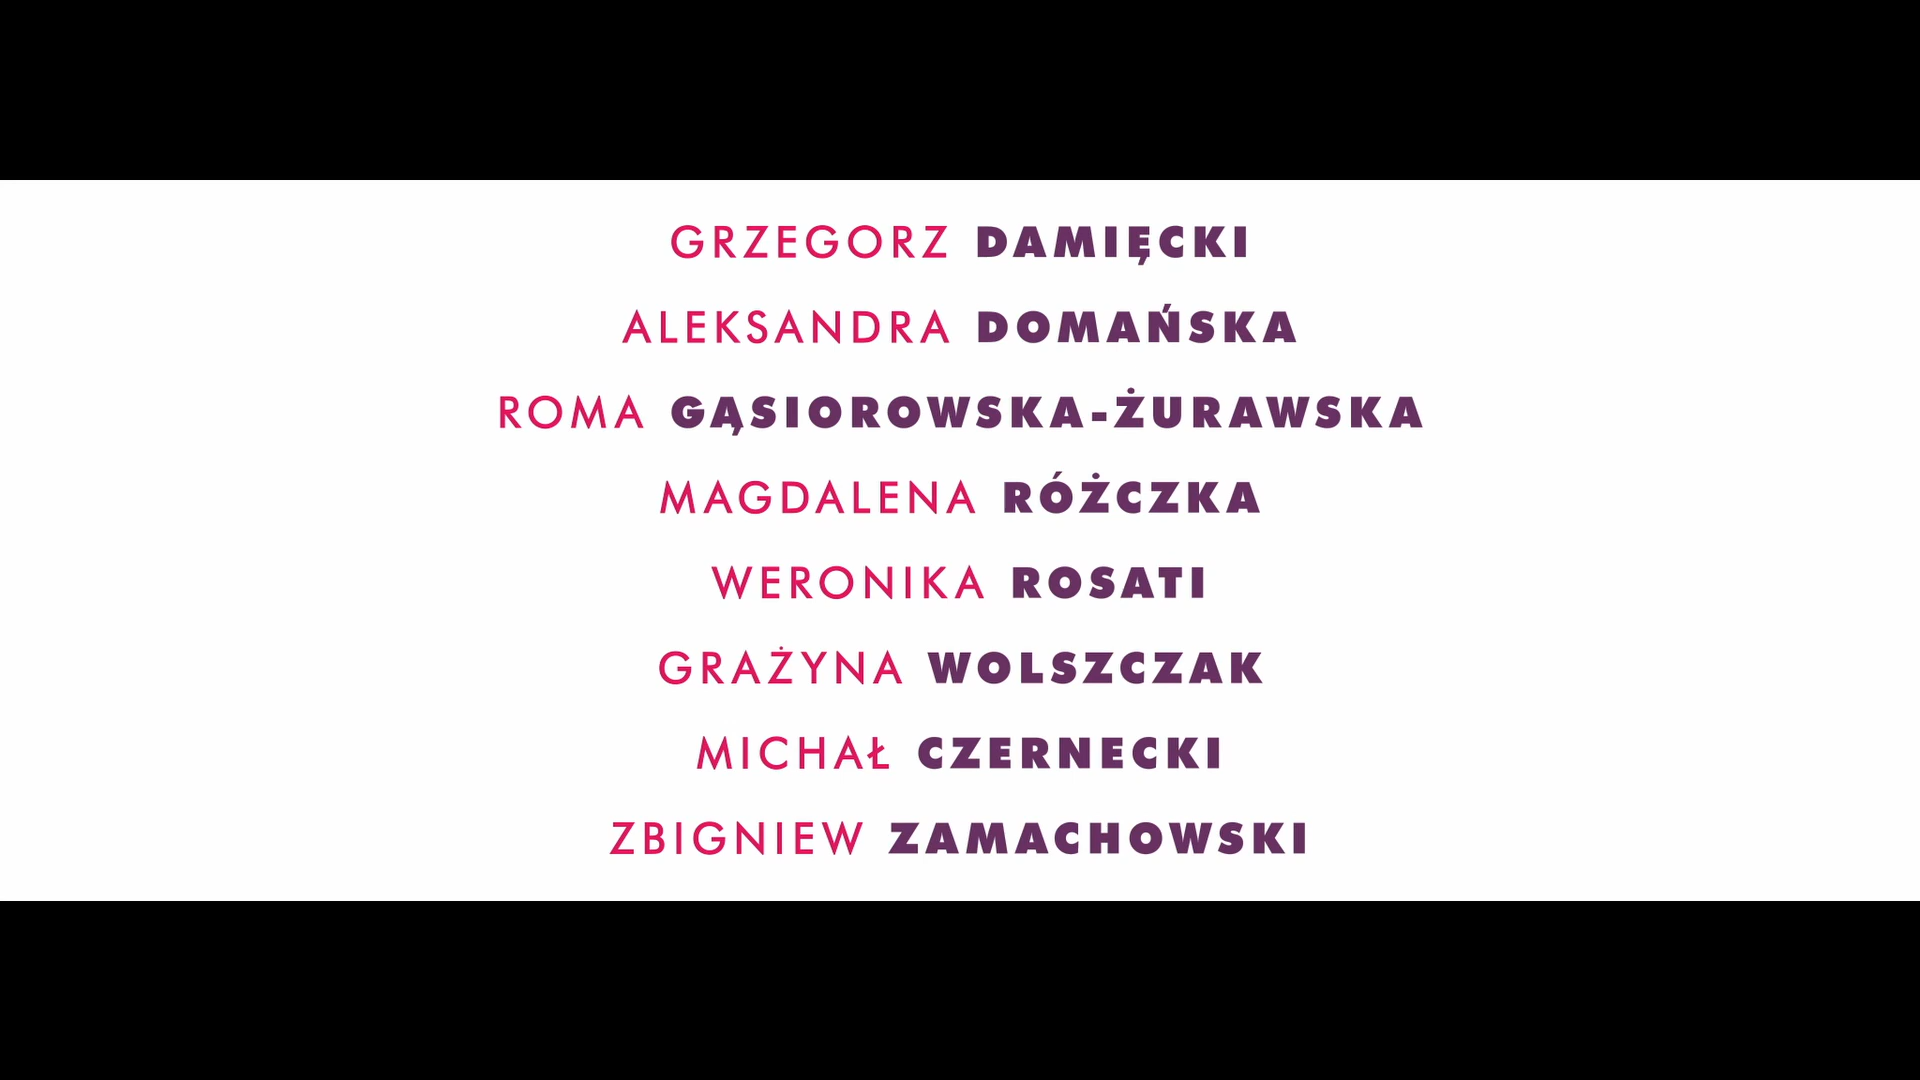 GRZEGORZ DAMIĘCKI
ALEKSANDRA DOMAŃSKA
ROMA GĄSIOROWSKA-ŻURAWSKA
MAGDALENA RÓŻCZKA
WERONIKA ROSATI
GRAŻYNA WOLSZCZAK
MICHAŁ CZERNECKI
ZBIGNIEW ZAMACHOWSKI